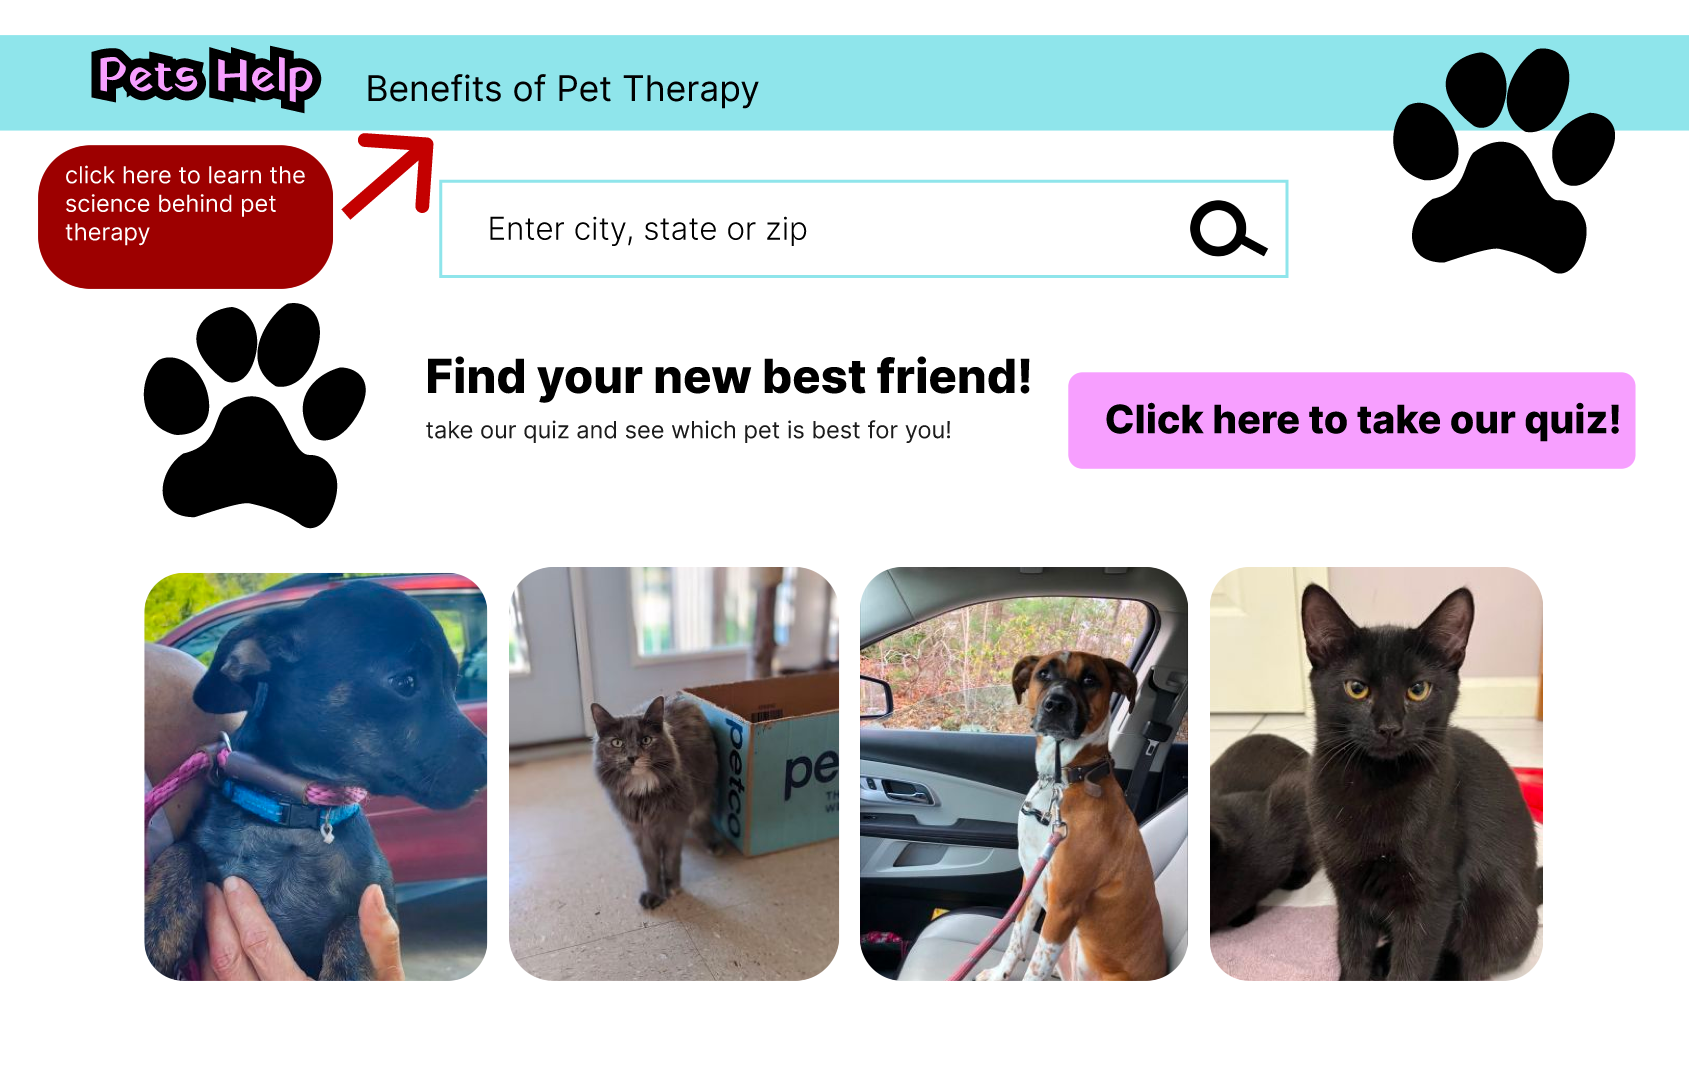 Pets Help
Benefits of Pet Therapy
click here to learn the
science behind pet
therapy
Enter city, state or zip
Find your new best friend!
take our quiz and see which pet is best for you!
Click here to take our quiz!
petco
pe